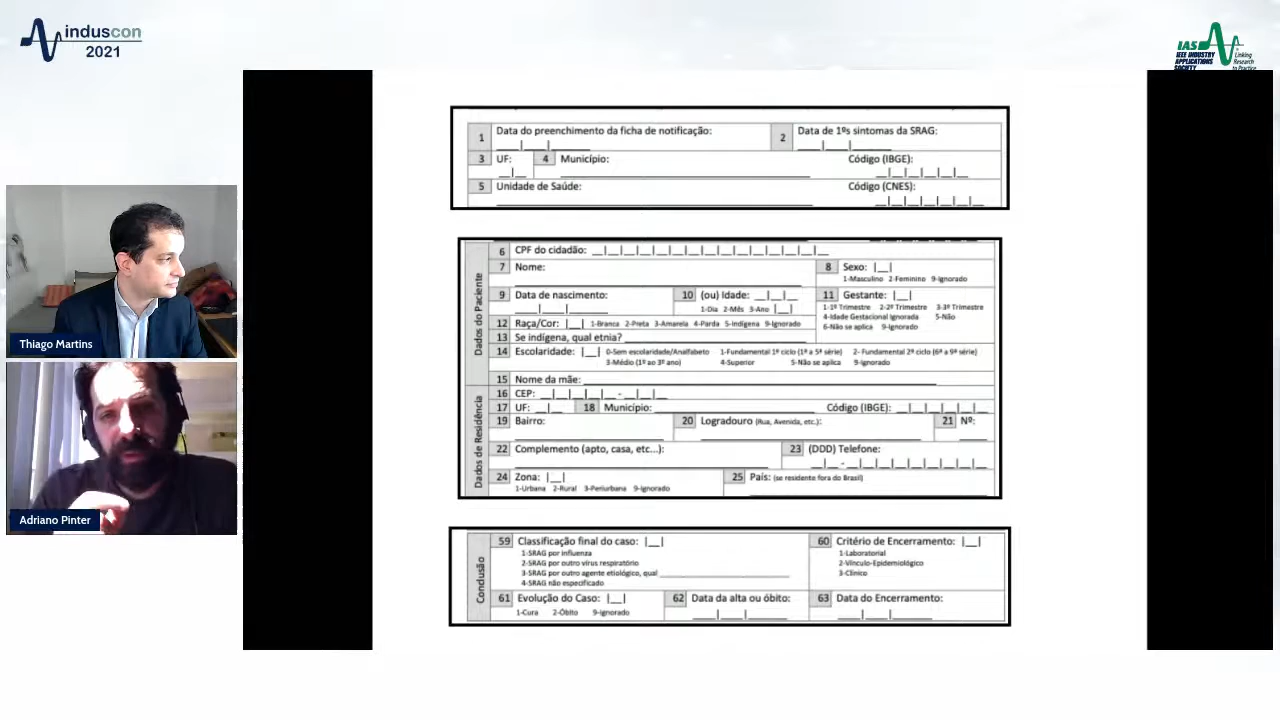 induscon
2021
IAS
IEEE INDUSTRY
APPLICATIONS
SOCIETY
Linking
Research
to Practice
Thiago Martins
Adriano Pinter
1 Data do preenchimento da ficha de notificação: 2 Data de 1ºs sintomas da SRAG:
3 UF: 4 Município: Código (IBGE):
5 Unidade de Saúde: Código (CNES):
Dados do Paciente
6 CPF do cidadão:
7 Nome: 8 Sexo: |__|
1-Masculino 2-Feminino 9-Ignorado
9 Data de nascimento: 10 (ou) Idade: 11 Gestante: |__|
1-Dia 2-Mês 3-Ano |__| 1-1º Trimestre 2-2º Trimestre 3-3º Trimestre
4-Idade Gestacional Ignorada 5-Não
6-Não se aplica 9-Ignorado
12 Raça/Cor: |__| 1-Branca 2-Preta 3-Amarela 4-Parda 5-Indígena 9-Ignorado
13 Se indígena, qual etnia?
14 Escolaridade: |__| 0-Sem escolaridade/Analfabeto 1-Fundamental 1º ciclo (1ª a 5ª série) 2- Fundamental 2º ciclo (6ª a 9ª série)
3-Médio (1º ao 3º ano) 4-Superior 5-Não se aplica 9-Ignorado
15 Nome da mãe:
Dados de Residência
16 CEP:
17 UF: 18 Município: Código (IBGE):
19 Bairro: 20 Logradouro (Rua, Avenida, etc.): 21 Nº:
22 Complemento (apto, casa, etc...): 23 (DDD) Telefone:
24 Zona: |__| 25 País: (se residente fora do Brasil)
1-Urbana 2-Rural 3-Periurbana 9-Ignorado
Conclusão
59 Classificação final do caso: |__| 60 Critério de Encerramento: |__|
1-SRAG por influenza 1-Laboratorial
2-SRAG por outro vírus respiratório 2-Vínculo-Epidemiológico
3-SRAG por outro agente etiológico, qual 3-Clínico
4-SRAG não especificado
61 Evolução do Caso: |__| 62 Data da alta ou óbito: 63 Data do Encerramento:
1-Cura 2-Óbito 9-Ignorado